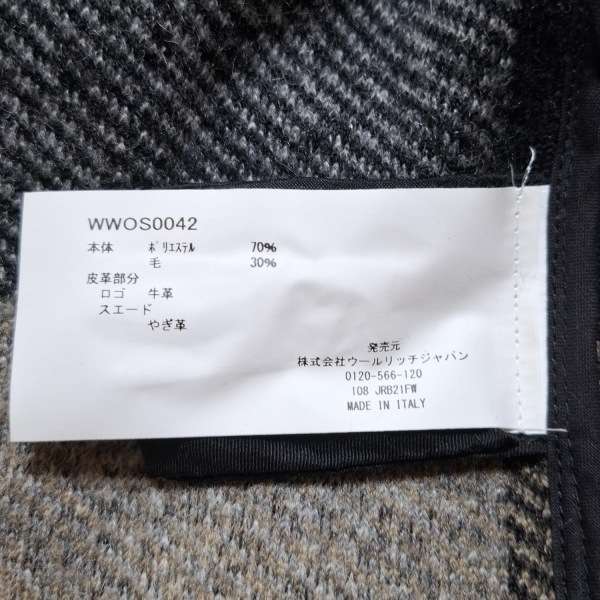 WWOS0042
本体 ポリエステル 70%
毛 30%
皮革部分
ロゴ 牛革
スエード
やぎ革
発売元
株式会社ウールリッチジャパン
0120-566-120
108 JRB21FW
MADE IN ITALY